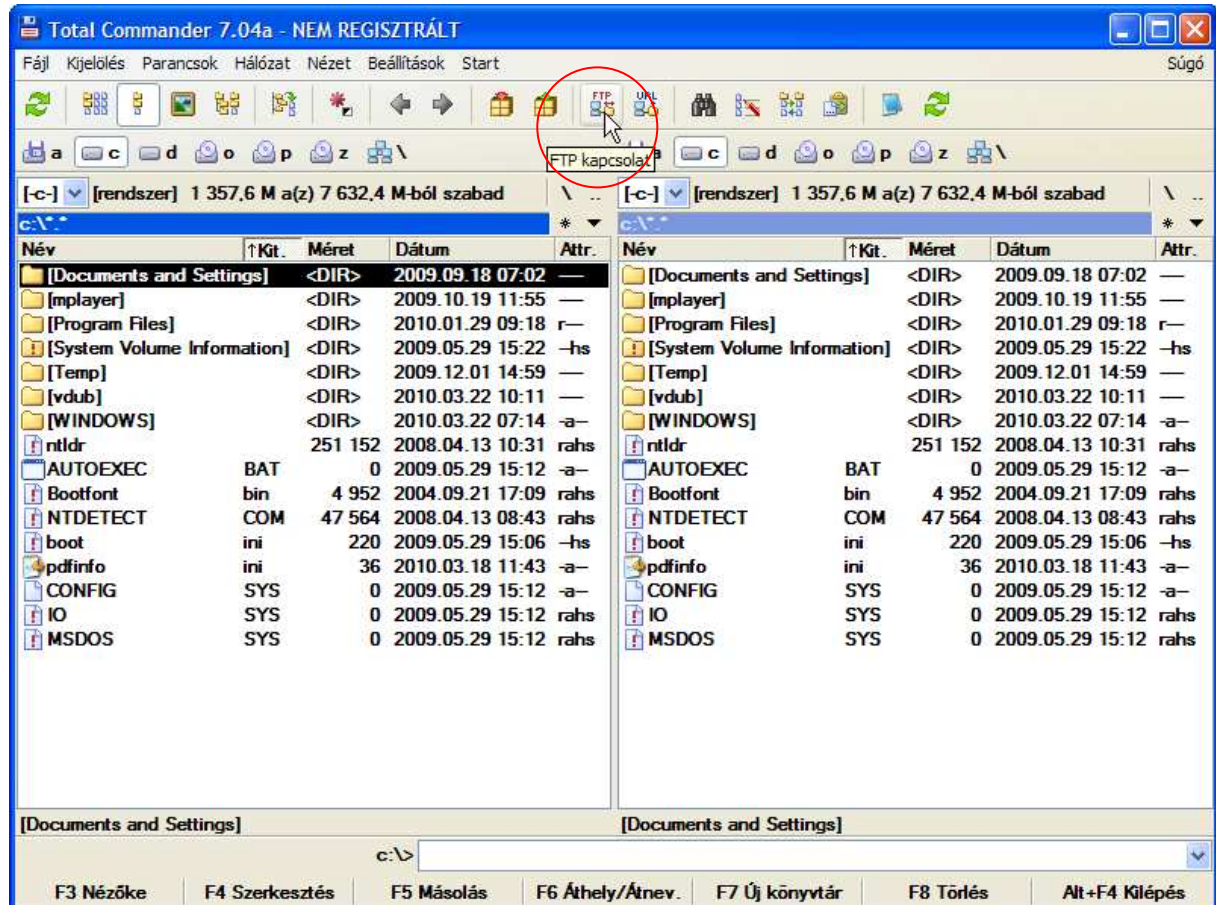 Total Commander 7.04a - NEM REGISZTRÁLT
Fájl Kijelölés Parancsok Hálózat Nézet Beállítások Start Súgó
FTP URL
a c d o p z \ a c d o p z \
FTP kapcsolat
[-c-] [rendszer] 1 357,6 M a(z) 7 632,4 M-ból szabad \ .. [-c-] [rendszer] 1 357,6 M a(z) 7 632,4 M-ból szabad \ ..
c:\*.* * c:\*.* *
Név ↑Kit. Méret Dátum Attr. Név ↑Kit. Méret Dátum Attr.
[Documents and Settings] <DIR> 2009.09.18 07:02 ---- [Documents and Settings] <DIR> 2009.09.18 07:02 ----
[mplayer] <DIR> 2009.10.19 11:55 ---- [mplayer] <DIR> 2009.10.19 11:55 ----
[Program Files] <DIR> 2010.01.29 09:18 r--- [Program Files] <DIR> 2010.01.29 09:18 r---
[System Volume Information] <DIR> 2009.05.29 15:22 --hs [System Volume Information] <DIR> 2009.05.29 15:22 --hs
[Temp] <DIR> 2009.12.01 14:59 ---- [Temp] <DIR> 2009.12.01 14:59 ----
[vdub] <DIR> 2010.03.22 10:11 ---- [vdub] <DIR> 2010.03.22 10:11 ----
[WINDOWS] <DIR> 2010.03.22 07:14 -a-- [WINDOWS] <DIR> 2010.03.22 07:14 -a--
ntldr 251 152 2008.04.13 10:31 rahs ntldr 251 152 2008.04.13 10:31 rahs
AUTOEXEC BAT 0 2009.05.29 15:12 -a-- AUTOEXEC BAT 0 2009.05.29 15:12 -a--
Bootfont bin 4 952 2004.09.21 17:09 rahs Bootfont bin 4 952 2004.09.21 17:09 rahs
NTDETECT COM 47 564 2008.04.13 08:43 rahs NTDETECT COM 47 564 2008.04.13 08:43 rahs
boot ini 220 2009.05.29 15:06 --hs boot ini 220 2009.05.29 15:06 --hs
pdfinfo ini 36 2010.03.18 11:43 -a-- pdfinfo ini 36 2010.03.18 11:43 -a--
CONFIG SYS 0 2009.05.29 15:12 -a-- CONFIG SYS 0 2009.05.29 15:12 -a--
IO SYS 0 2009.05.29 15:12 rahs IO SYS 0 2009.05.29 15:12 rahs
MSDOS SYS 0 2009.05.29 15:12 rahs MSDOS SYS 0 2009.05.29 15:12 rahs
[Documents and Settings] [Documents and Settings]
c:\>
F3 Nézőke F4 Szerkesztés F5 Másolás F6 Áthely/Átnev. F7 Új könyvtár F8 Törlés Alt+F4 Kilépés